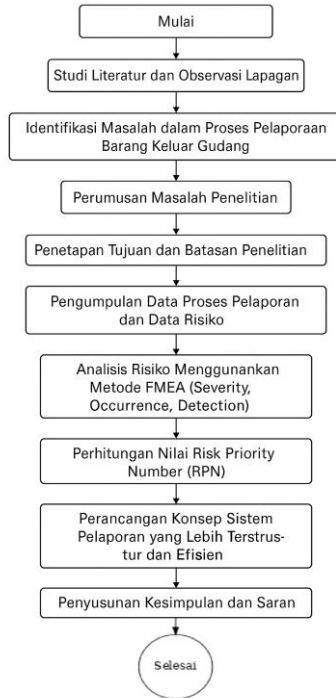 Mulai
Studi Literatur dan Observasi Lapagan
Identifikasi Masalah dalam Proses Pelaporaan
Barang Keluar Gudang
Perumusan Masalah Penelitian
Penetapan Tujuan dan Batasan Penelitian
Pengumpulan Data Proses Pelaporan
dan Data Risiko
Analisis Risiko Menggunankan
Metode FMEA (Severity,
Occurrence, Detection)
Perhitungan Nilai Risk Priority
Number (RPN)
Perancangan Konsep Sistem
Pelaporan yang Lebih Terstrus-
tur dan Efisien
Penyusunan Kesimpulan dan Saran
Selesai